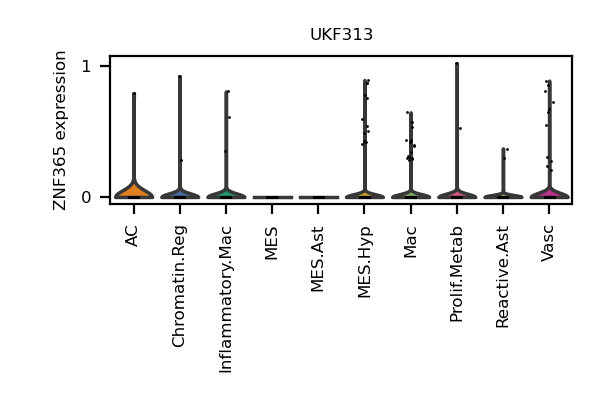 UKF313
ZNF365 expression
1
0
AC
Chromatin.Reg
Inflammatory.Mac
MES
MES.Ast
MES.Hyp
Mac
Prolif.Metab
Reactive.Ast
Vasc